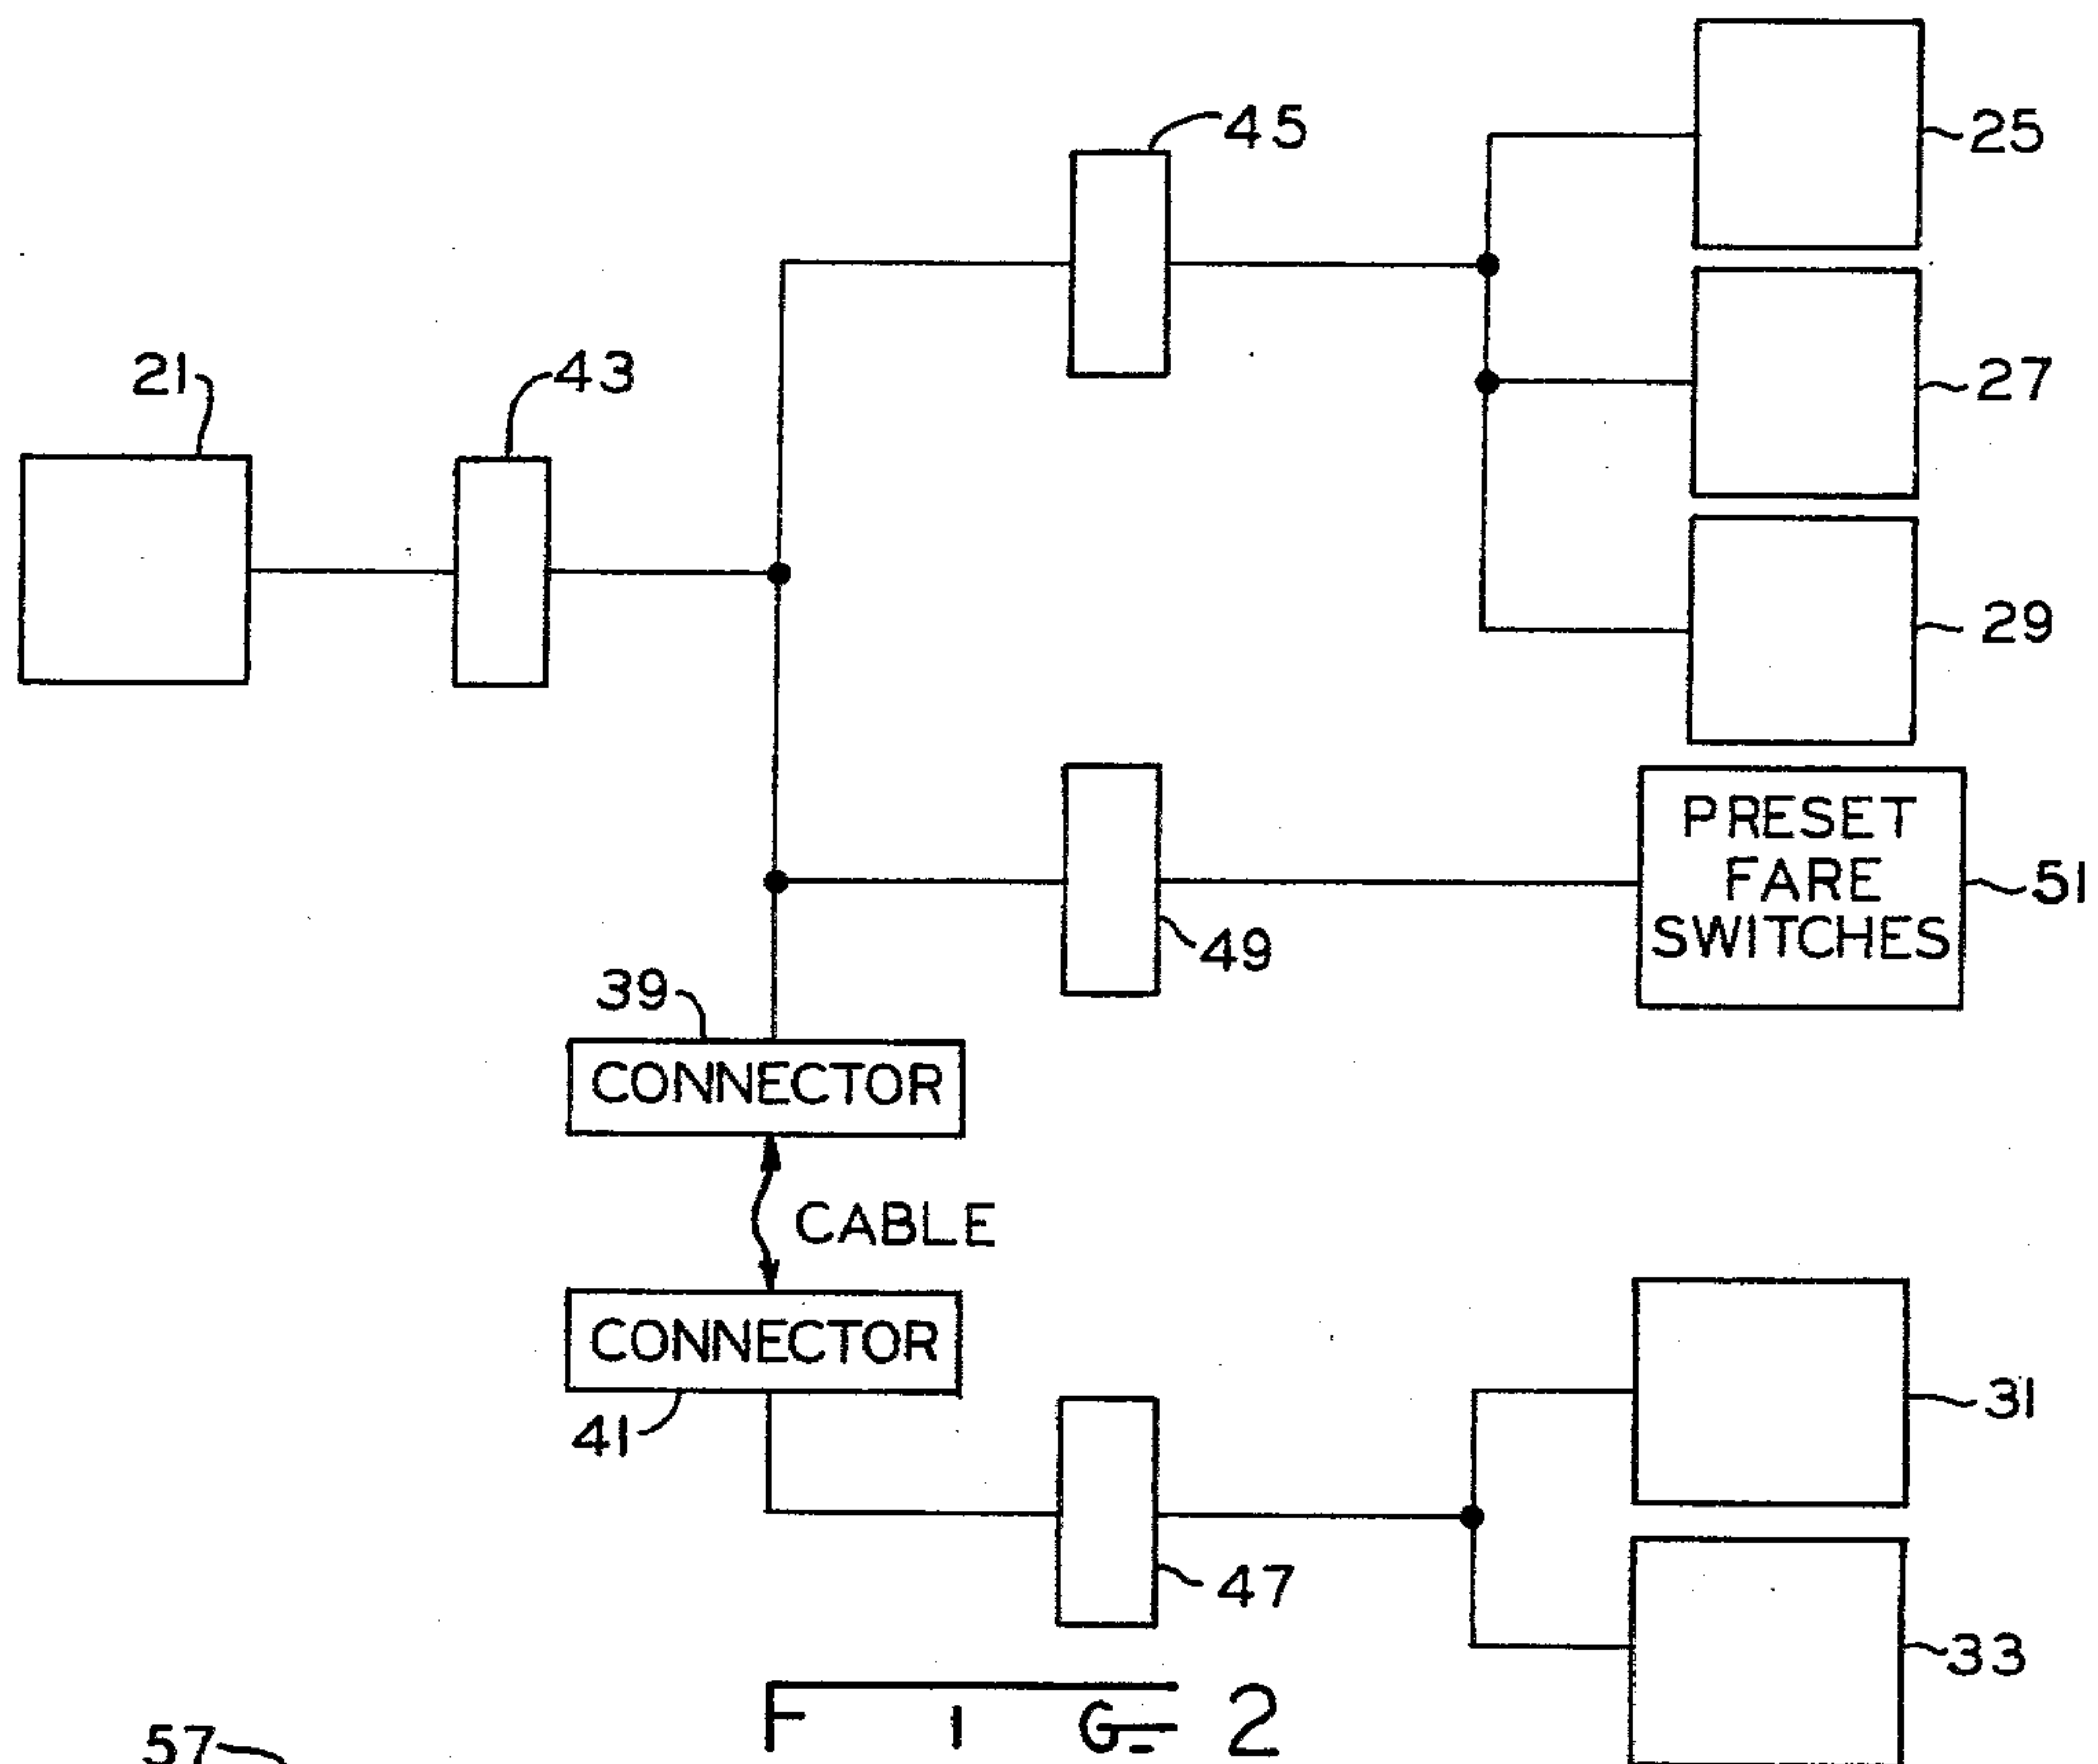 45
25
21
43
27
29
PRESET
FARE
SWITCHES
51
49
39
CONNECTOR
CABLE
CONNECTOR
41
31
47
33
FIG- 2
57